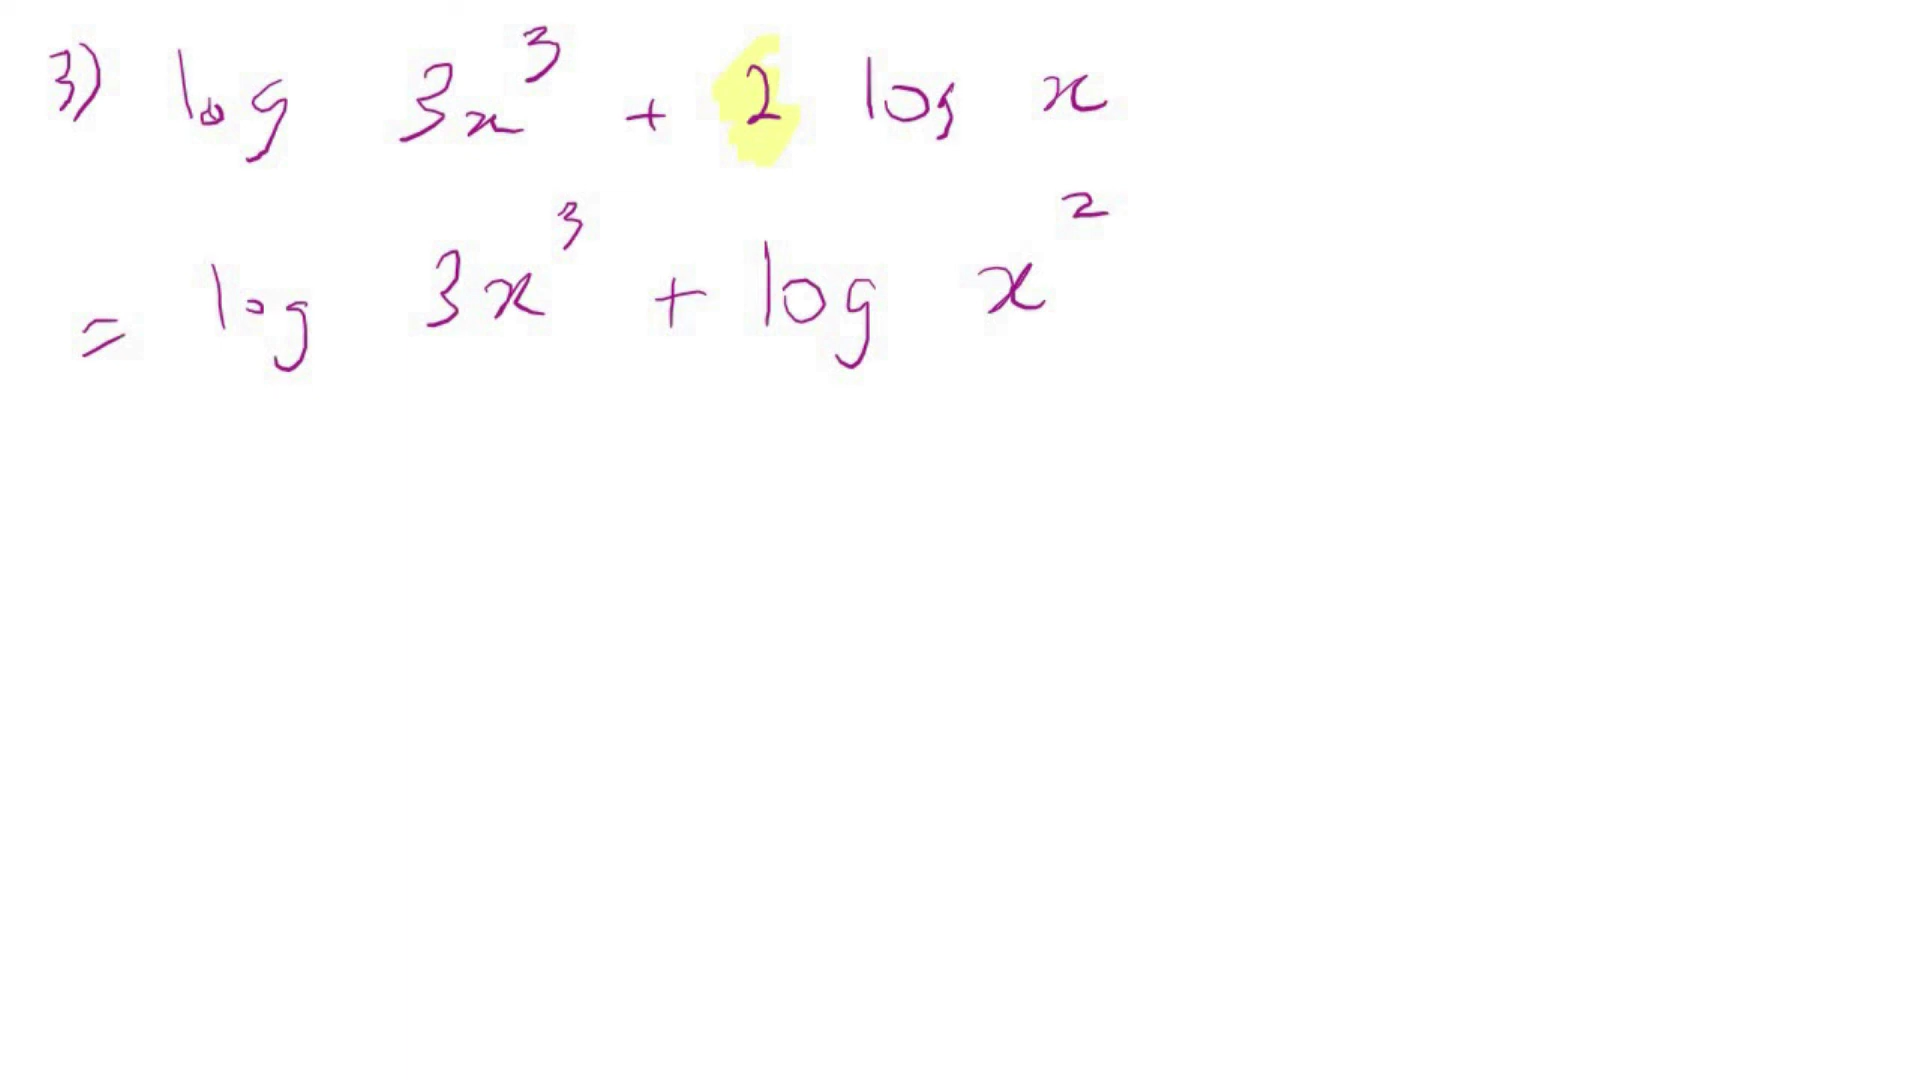 3) log 3x³ + 2 log x
= log 3x³ + log x²